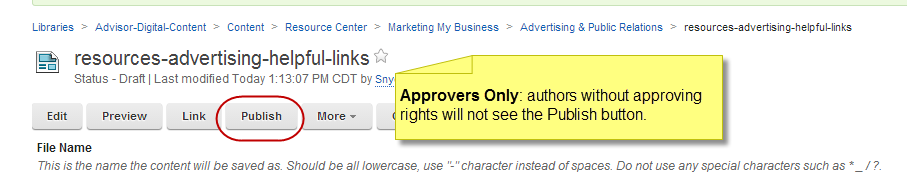 Libraries > Advisor-Digital-Content > Content > Resource Center > Marketing My Business > Advertising & Public Relations > resources-advertising-helpful-links
resources-advertising-helpful-links
Status - Draft | Last modified Today 1:13:07 PM CDT by
Approvers Only: authors without approving
rights will not see the Publish button.
Edit Preview Link Publish More
File Name
This is the name the content will be saved as. Should be all lowercase, use "-" character instead of spaces. Do not use any special characters such as * _ / ?.